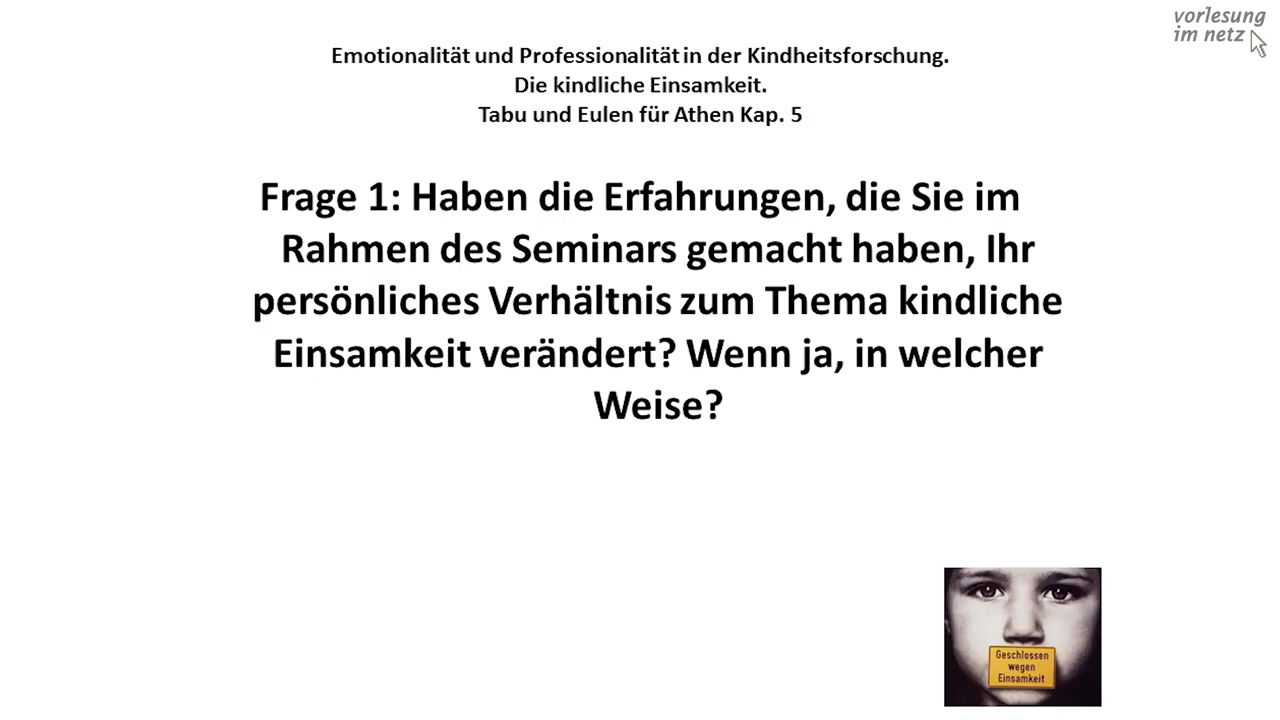 vorlesung
im netz
Emotionalität und Professionalität in der Kindheitsforschung.
Die kindliche Einsamkeit.
Tabu und Eulen für Athen Kap. 5
Frage 1: Haben die Erfahrungen, die Sie im
Rahmen des Seminars gemacht haben, Ihr
persönliches Verhältnis zum Thema kindliche
Einsamkeit verändert? Wenn ja, in welcher
Weise?
Geschlossen
wegen
Einsamkeit